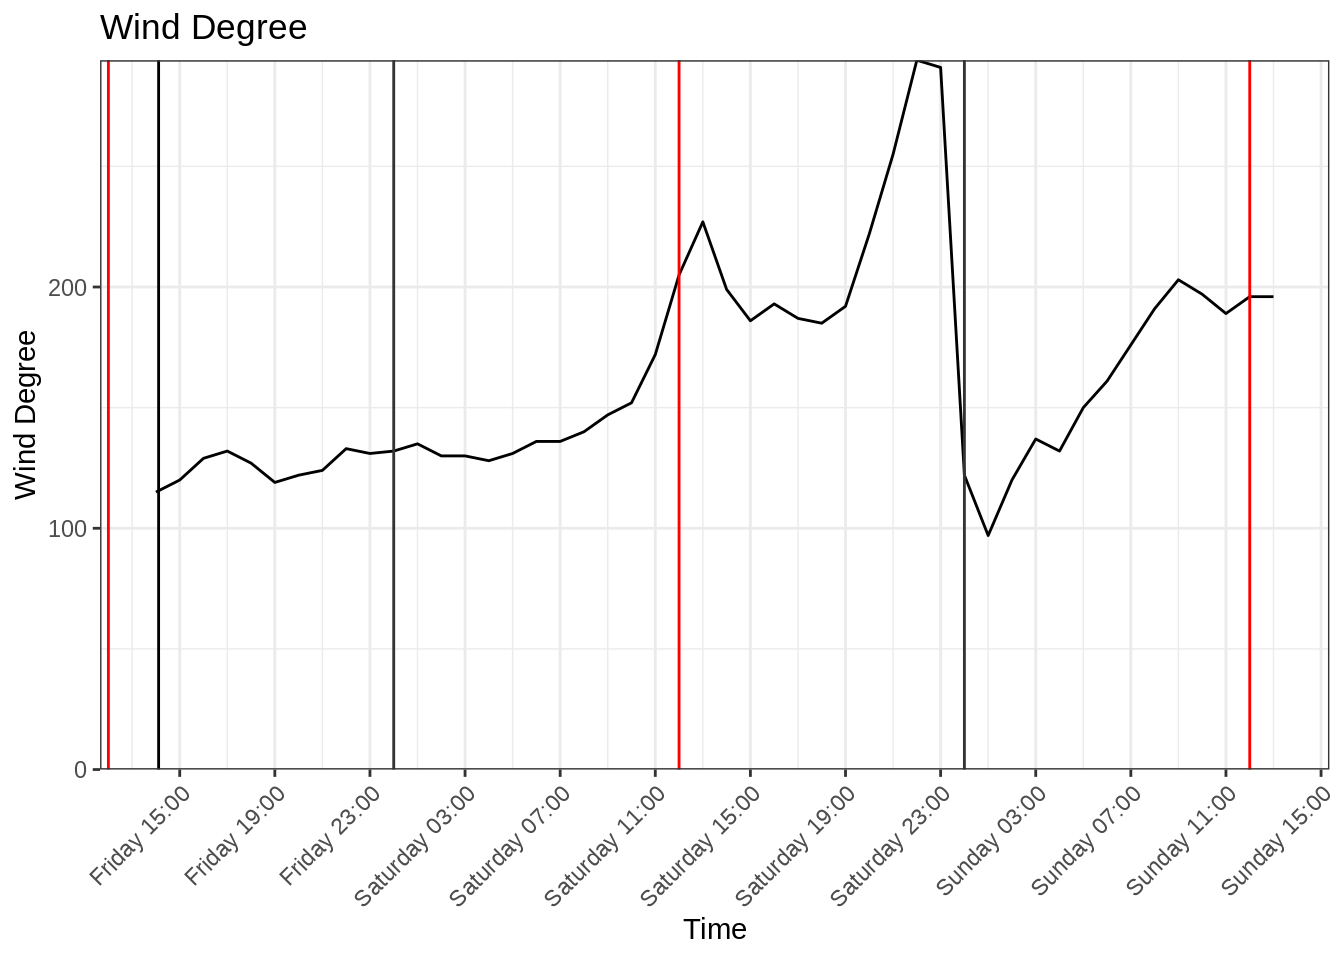 Wind Degree
Wind Degree
200
100
0
Friday 15:00
Friday 19:00
Friday 23:00
Saturday 03:00
Saturday 07:00
Saturday 11:00
Saturday 15:00
Saturday 19:00
Saturday 23:00
Sunday 03:00
Sunday 07:00
Sunday 11:00
Sunday 15:00
Time